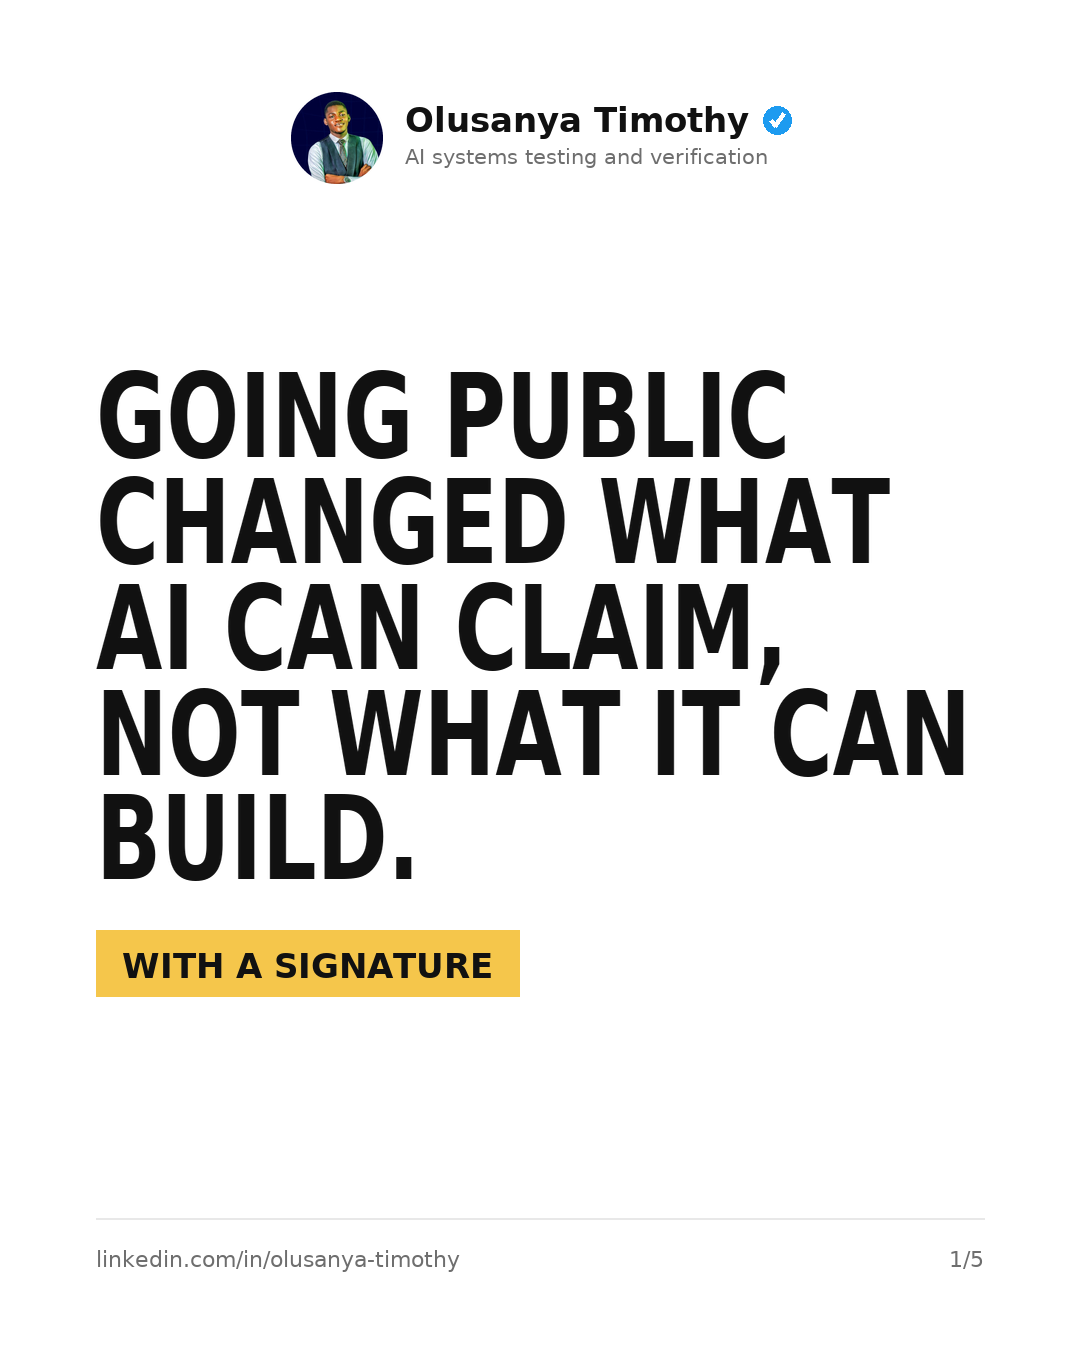 Olusanya Timothy
AI systems testing and verification
GOING PUBLIC
CHANGED WHAT
AI CAN CLAIM,
NOT WHAT IT CAN
BUILD.
WITH A SIGNATURE
linkedin.com/in/olusanya-timothy
1/5